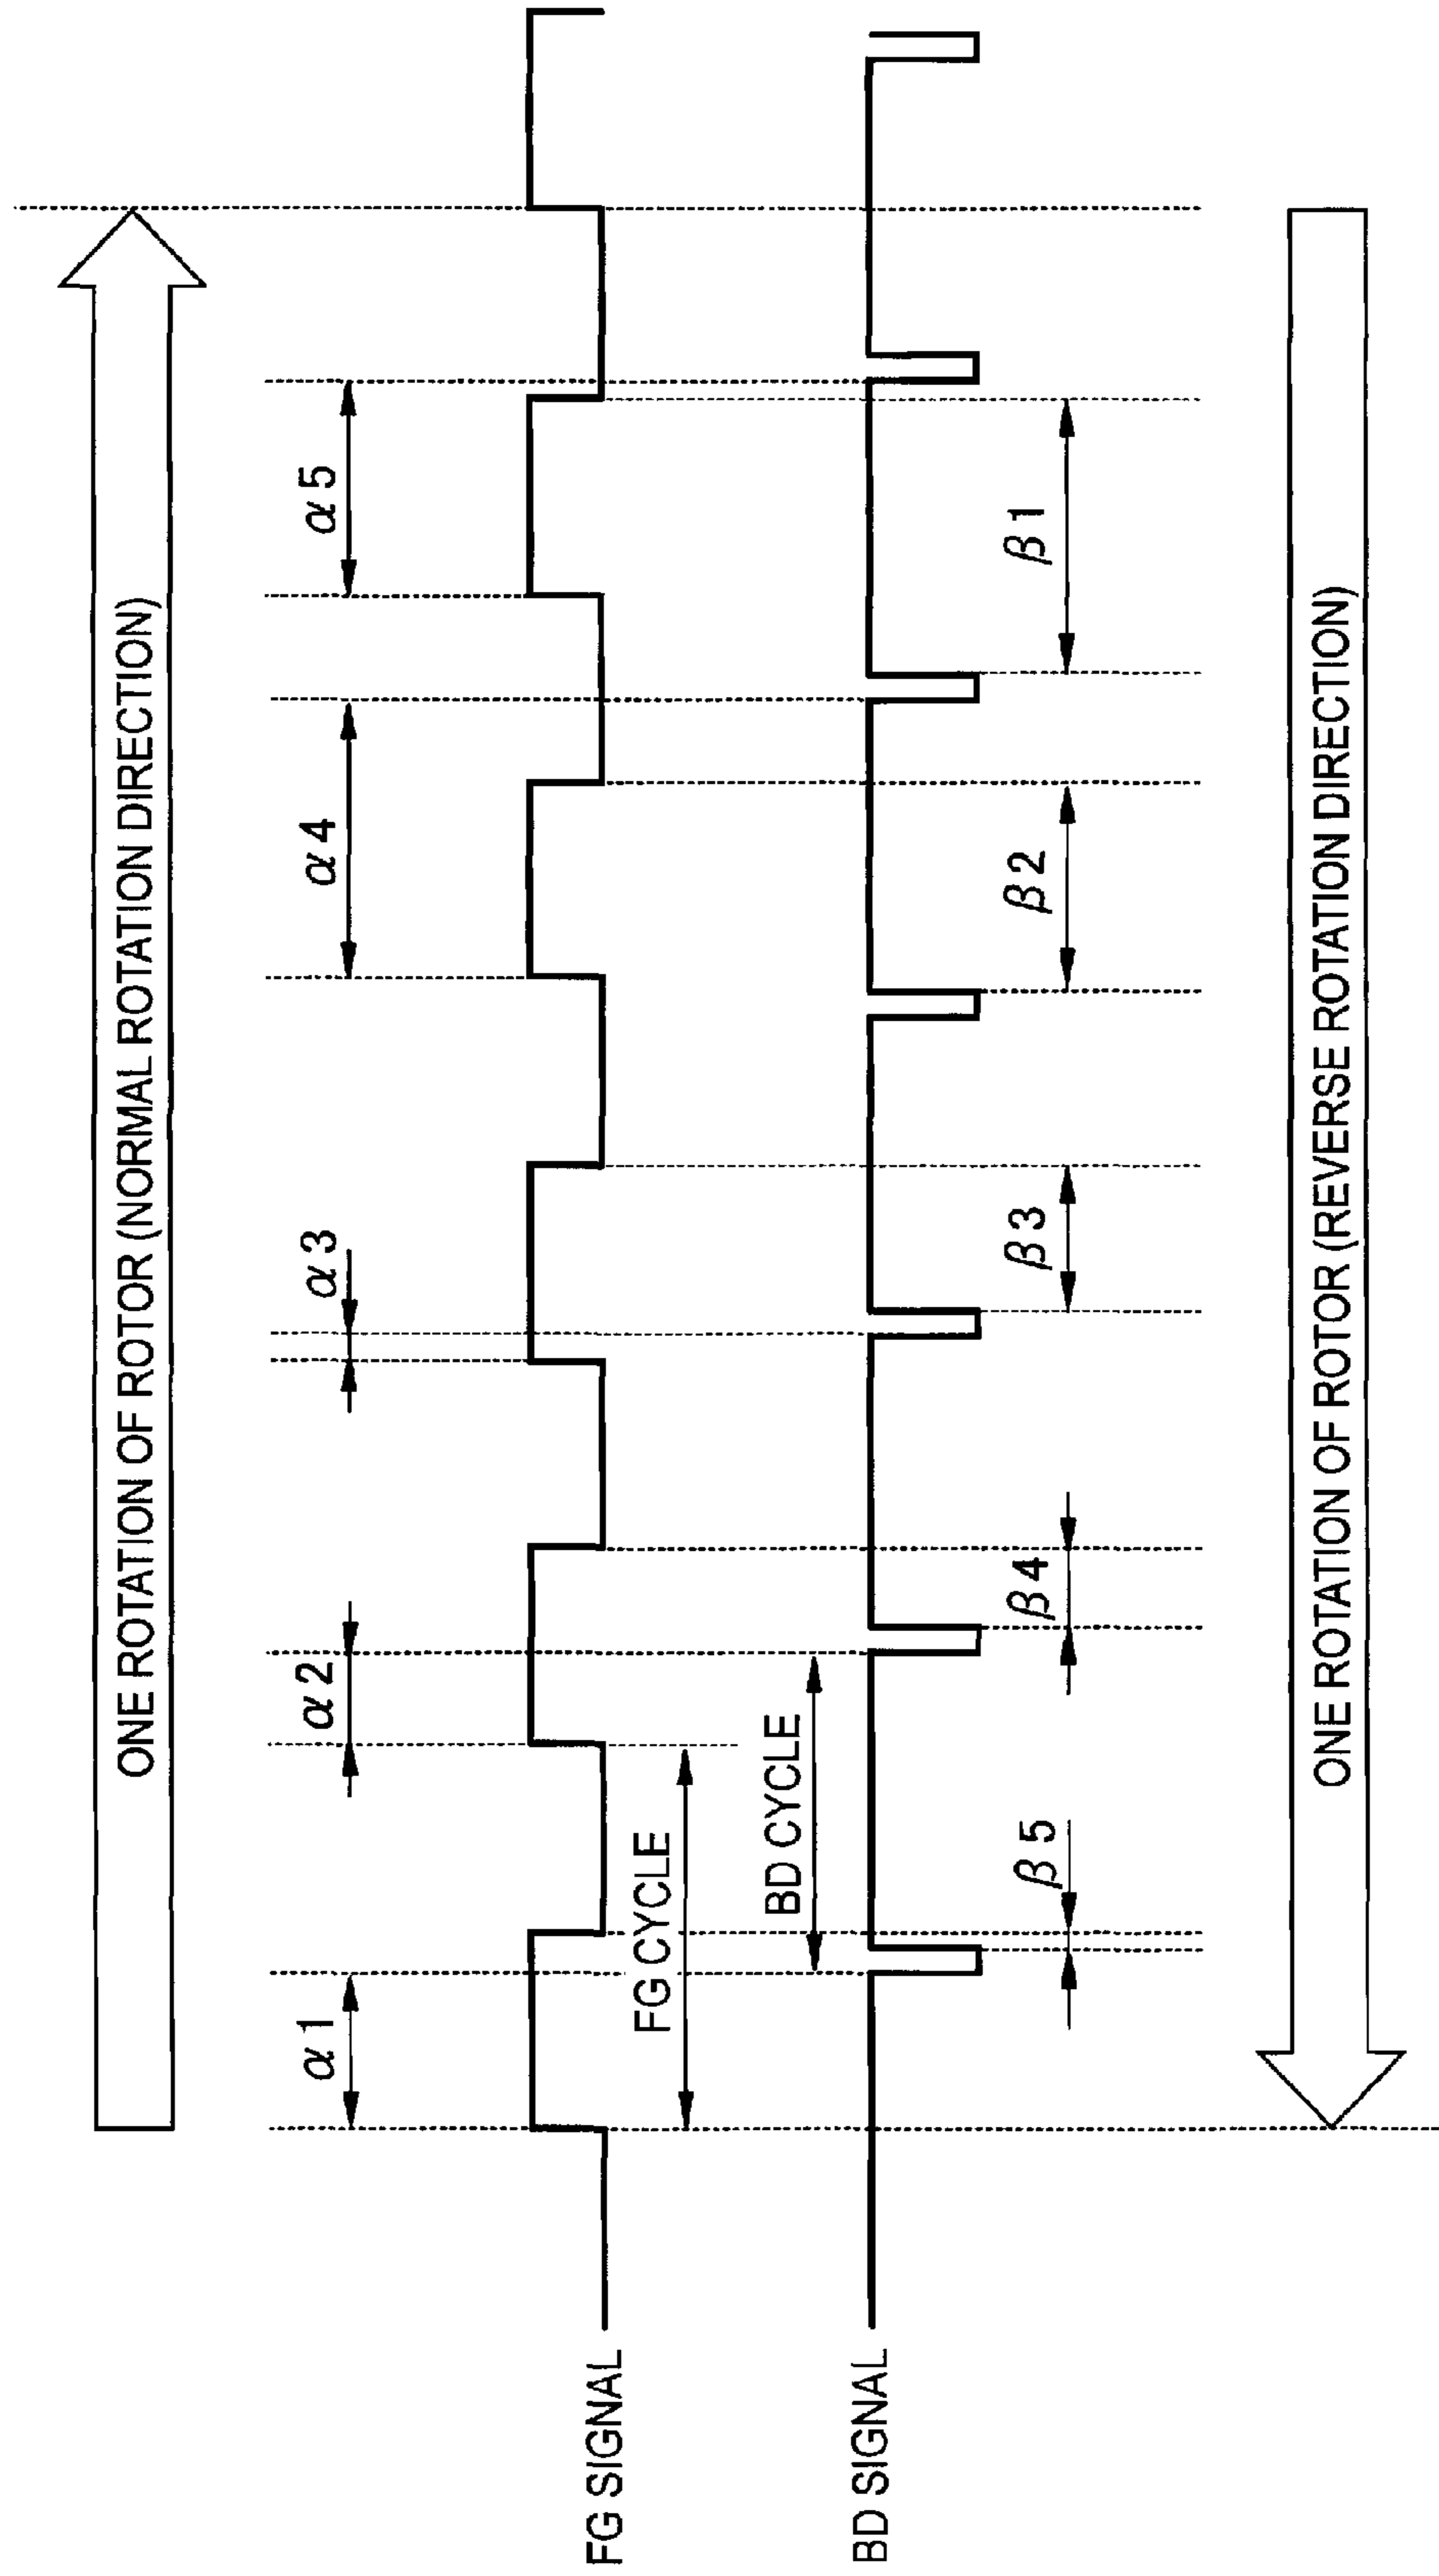 ONE ROTATION OF ROTOR (NORMAL ROTATION DIRECTION)
α1
α2
α3
α4
α5
FG SIGNAL
FG CYCLE
BD CYCLE
BD SIGNAL
β5
β4
β3
β2
β1
ONE ROTATION OF ROTOR (REVERSE ROTATION DIRECTION)